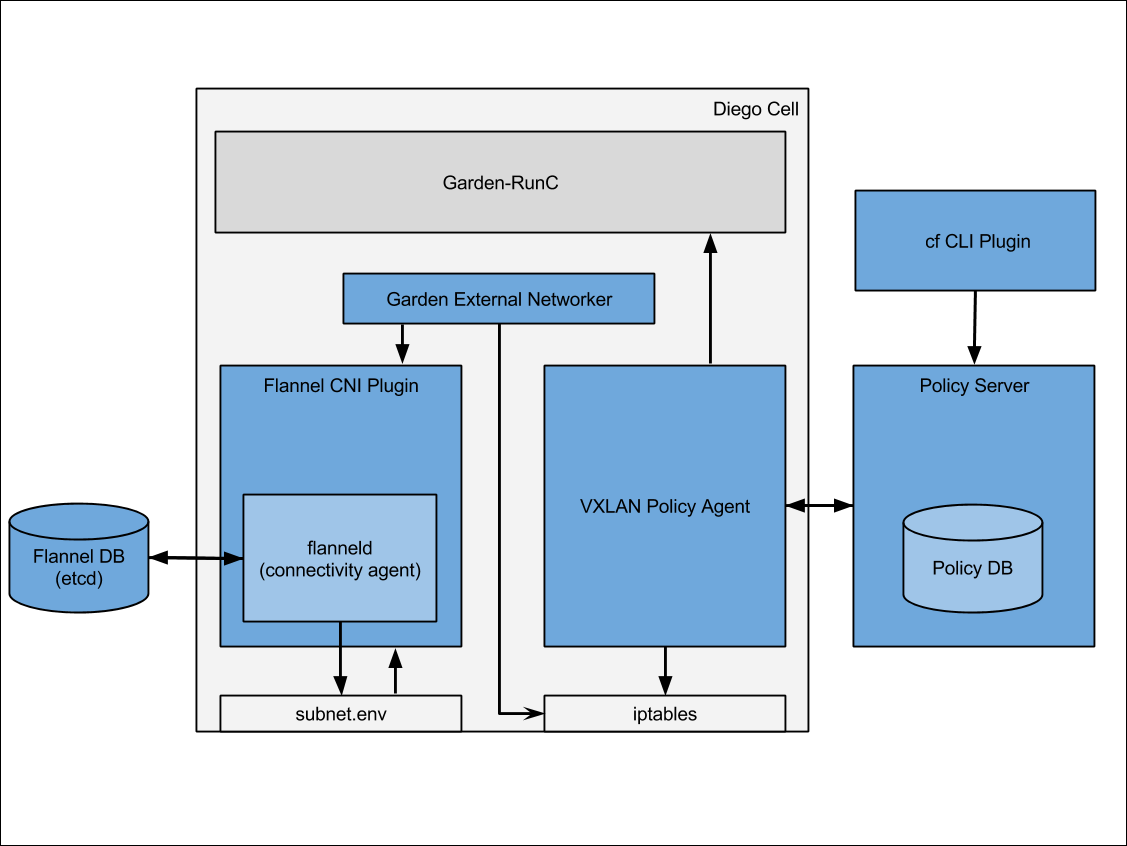 Diego Cell
Garden-RunC
cf CLI Plugin
Garden External Networker
Flannel CNI Plugin
Policy Server
VXLAN Policy Agent
flanneld
(connectivity agent)
Flannel DB
(etcd)
Policy DB
subnet.env
iptables